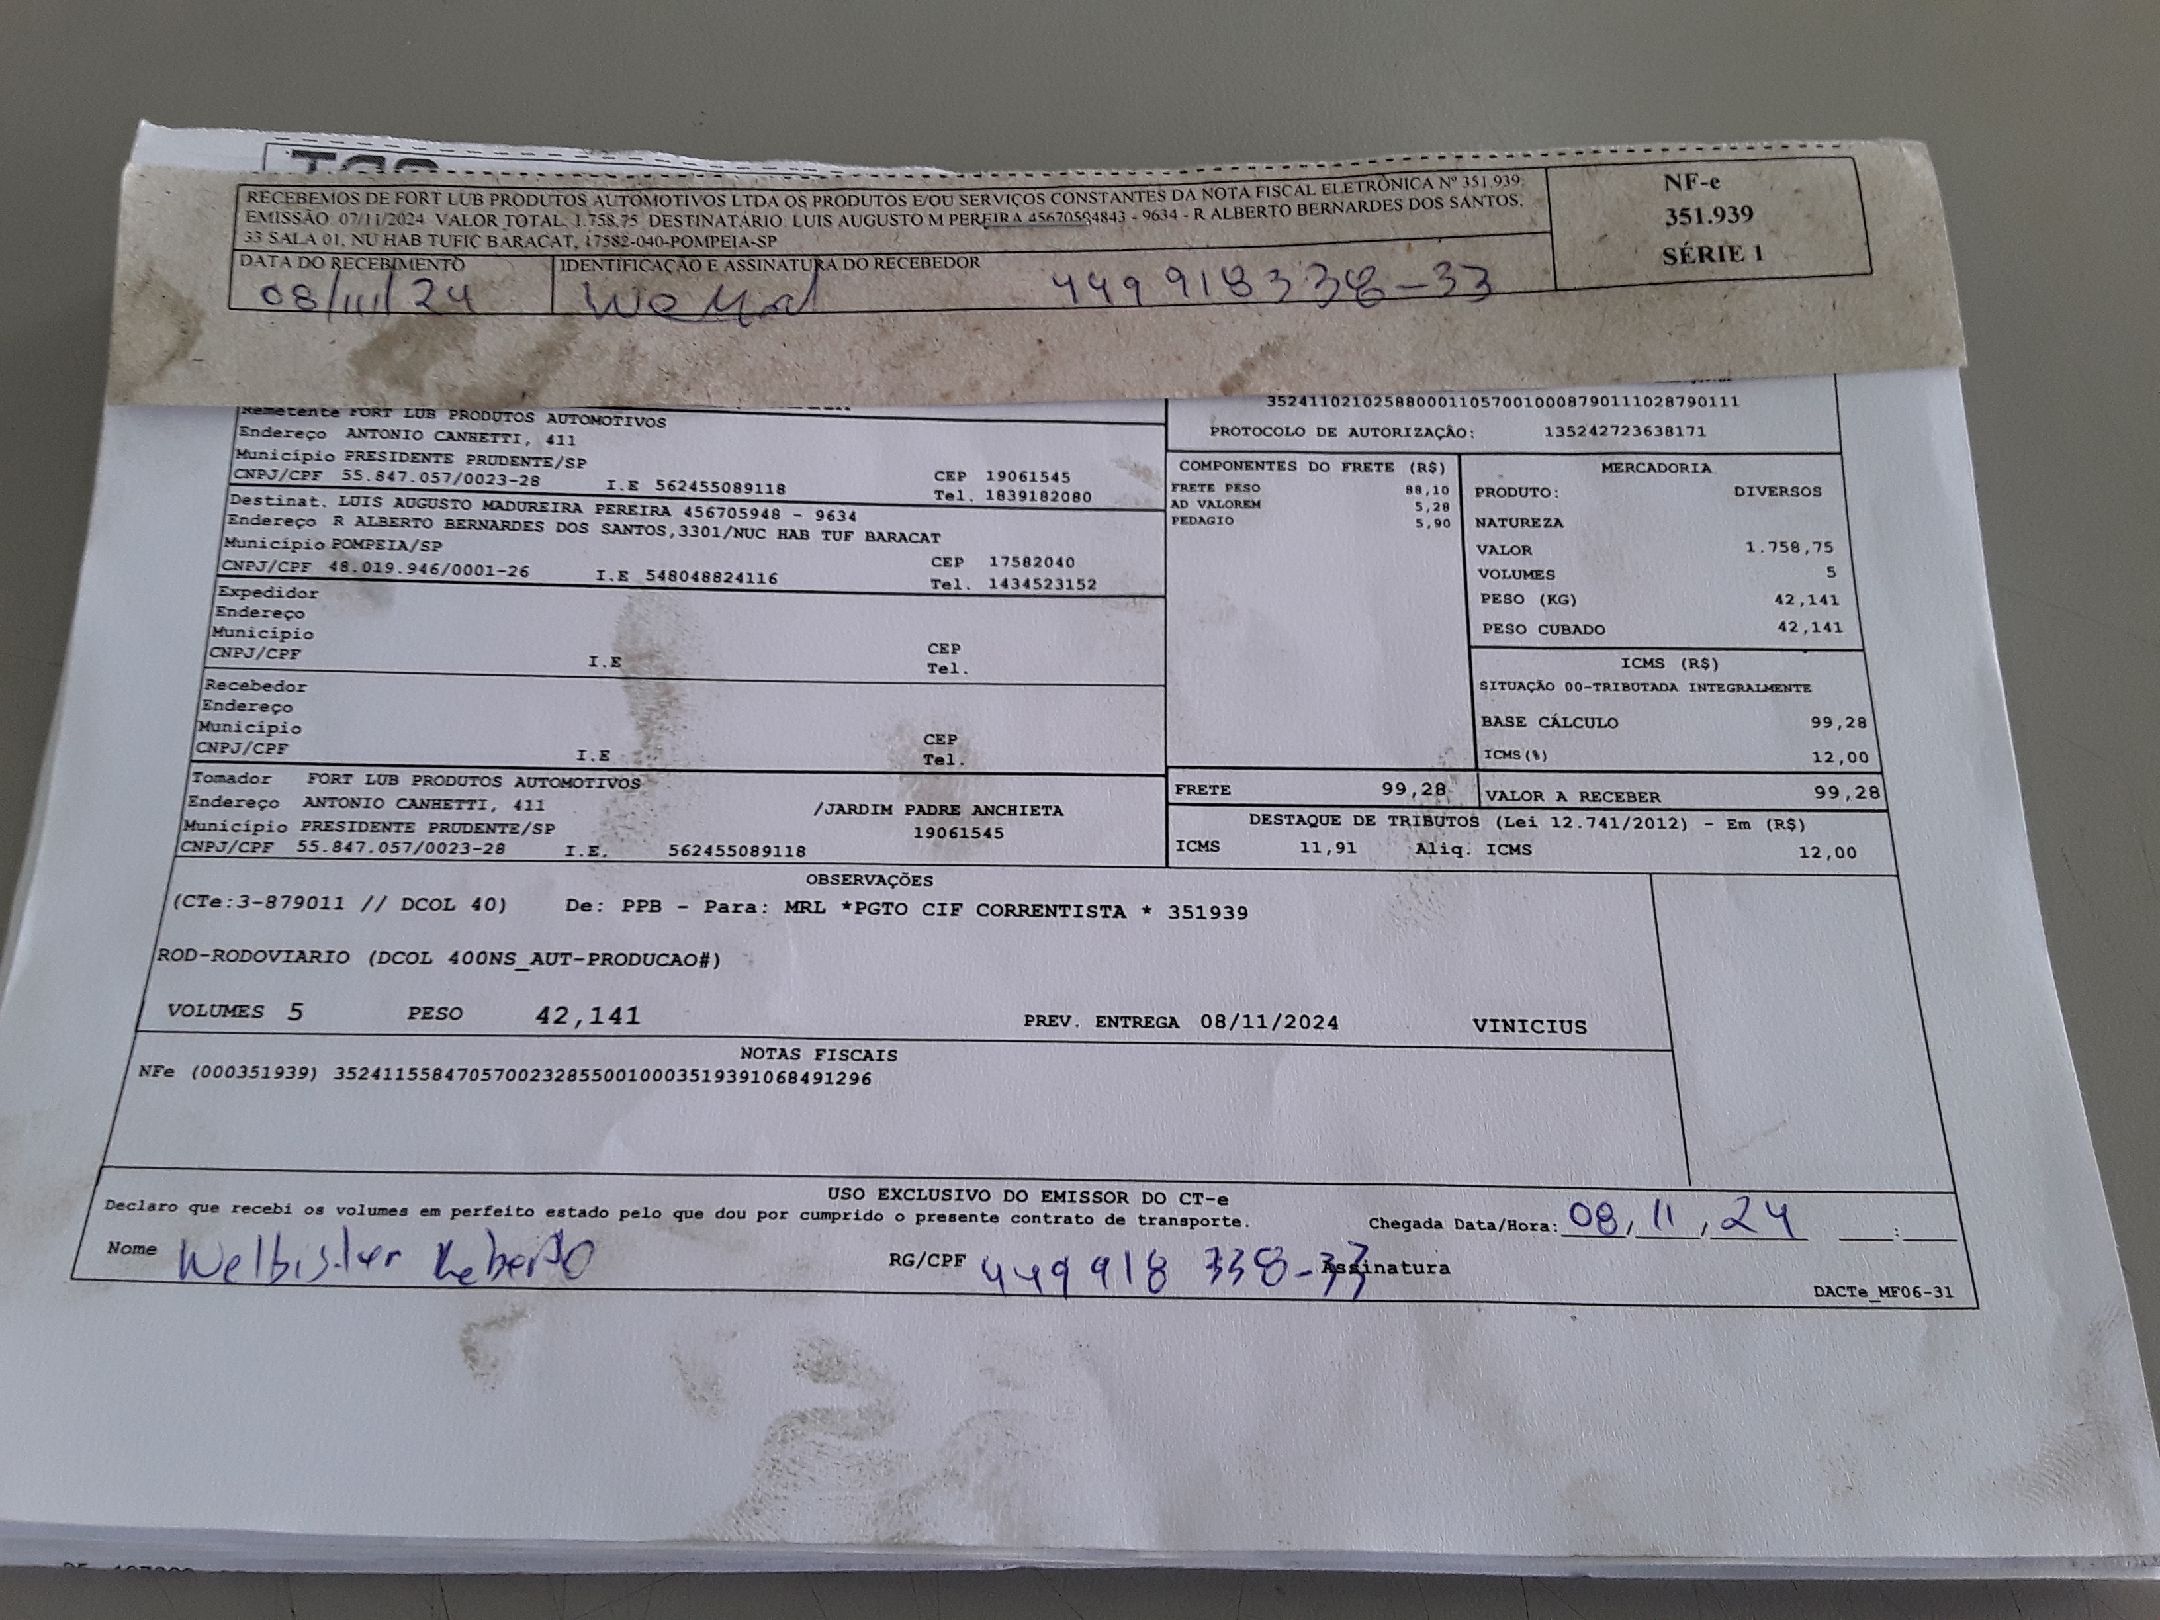 RECEBEMOS DE FORT LUB PRODUTOS AUTOMOTIVOS LTDA OS PRODUTOS E/OU SERVIÇOS CONSTANTES DA NOTA FISCAL ELETRÔNICA Nº 351.939
EMISSÃO: 07/11/2024 VALOR TOTAL: 1.758,75 DESTINATÁRIO: LUIS AUGUSTO M PEREIRA 45670594843 - 9634 - R ALBERTO BERNARDES DOS SANTOS,
33 SALA 01, NU HAB TUFIC BARACAT, 17582-040-POMPEIA-SP
NF-e
351.939
SÉRIE 1
DATA DO RECEBIMENTO
08/11/24
IDENTIFICAÇÃO E ASSINATURA DO RECEBEDOR
449918338-33
35241102102588000110570010008790111028790111
PROTOCOLO DE AUTORIZAÇÃO: 135242723638171
Remetente FORT LUB PRODUTOS AUTOMOTIVOS
Endereço ANTONIO CANHETTI, 411
Município PRESIDENTE PRUDENTE/SP CEP 19061545
CNPJ/CPF 55.847.057/0023-28 I.E 562455089118 Tel. 1839182080
Destinat. LUIS AUGUSTO MADUREIRA PEREIRA 456705948 - 9634
Endereço R ALBERTO BERNARDES DOS SANTOS,3301/NUC HAB TUF BARACAT
Município POMPEIA/SP CEP 17582040
CNPJ/CPF 48.019.946/0001-26 I.E 548048824116 Tel. 1434523152
Expedidor
Endereço
Município CEP
CNPJ/CPF I.E Tel.
Recebedor
Endereço
Município CEP
CNPJ/CPF I.E Tel.
Tomador FORT LUB PRODUTOS AUTOMOTIVOS
Endereço ANTONIO CANHETTI, 411 /JARDIM PADRE ANCHIETA
Município PRESIDENTE PRUDENTE/SP 19061545
CNPJ/CPF 55.847.057/0023-28 I.E. 562455089118
COMPONENTES DO FRETE (R$)
FRETE PESO 88,10
AD VALOREM 5,28
PEDAGIO 5,90
MERCADORIA
PRODUTO: DIVERSOS
NATUREZA
VALOR 1.758,75
VOLUMES 5
PESO (KG) 42,141
PESO CUBADO 42,141
ICMS (R$)
SITUAÇÃO 00-TRIBUTADA INTEGRALMENTE
BASE CÁLCULO 99,28
ICMS(%) 12,00
FRETE 99,28 VALOR A RECEBER 99,28
DESTAQUE DE TRIBUTOS (Lei 12.741/2012) - Em (R$)
ICMS 11,91 Aliq. ICMS 12,00
OBSERVAÇÕES
(CTe:3-879011 // DCOL 40) De: PPB - Para: MRL *PGTO CIF CORRENTISTA * 351939
ROD-RODOVIARIO (DCOL 400NS_AUT-PRODUCAO#)
VOLUMES 5 PESO 42,141 PREV. ENTREGA 08/11/2024 VINICIUS
NOTAS FISCAIS
NFe (000351939) 35241155847057002328550010003519391068491296
USO EXCLUSIVO DO EMISSOR DO CT-e
Declaro que recebi os volumes em perfeito estado pelo que dou por cumprido o presente contrato de transporte. Chegada Data/Hora: 08, 11, 24 :
Nome RG/CPF 449918 338-33 Assinatura
DACTe_MF06-31